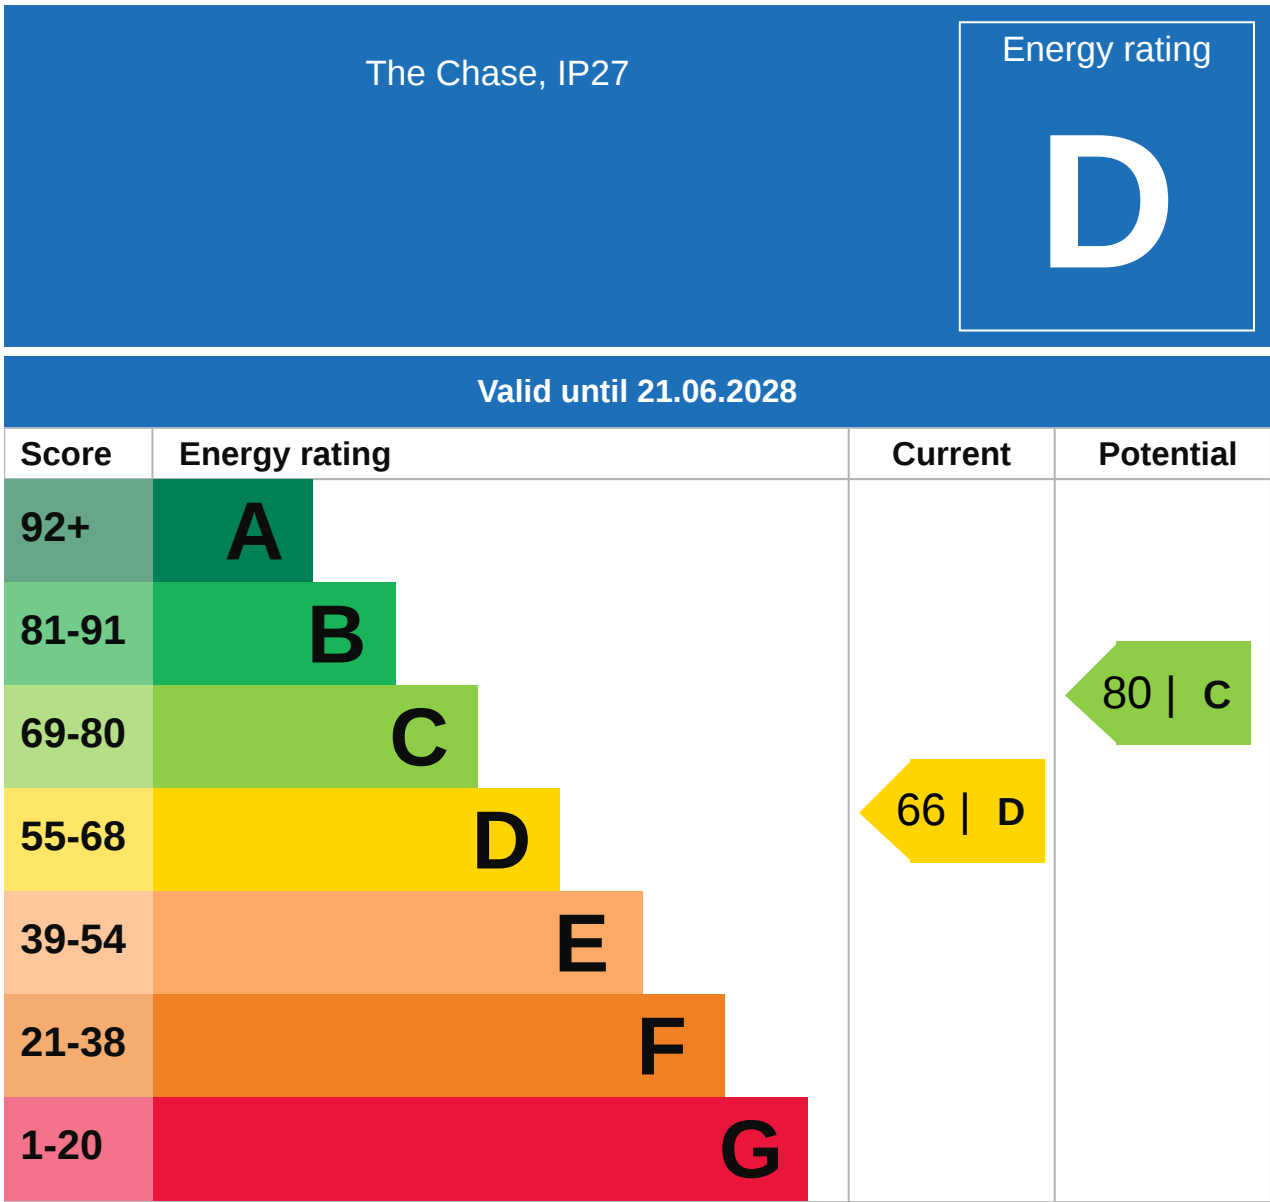 The Chase, IP27
Energy rating
D
Valid until 21.06.2028
Score Energy rating Current Potential
92+ A
81-91 B
80 | C
69-80 C
66 | D
55-68 D
39-54 E
21-38 F
1-20 G